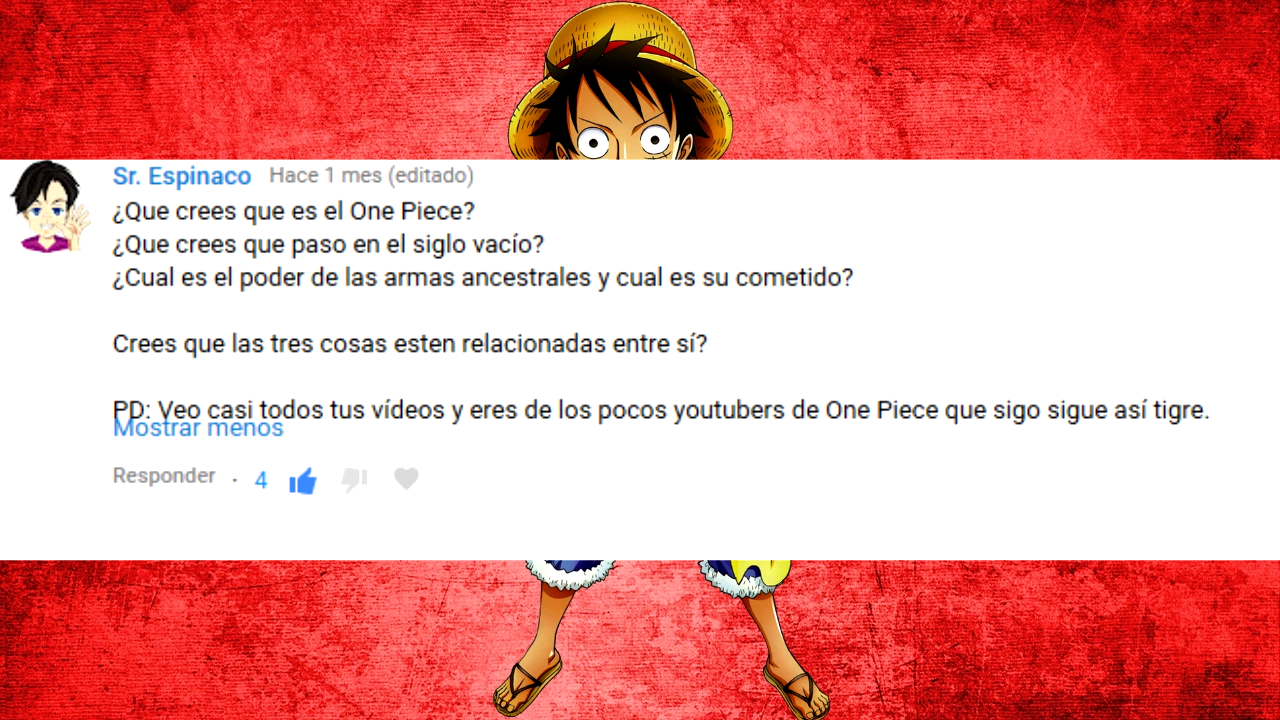 Sr. Espinaco Hace 1 mes (editado)
¿Que crees que es el One Piece?
¿Que crees que paso en el siglo vacío?
¿Cual es el poder de las armas ancestrales y cual es su cometido?
Crees que las tres cosas esten relacionadas entre sí?
PD: Veo casi todos tus vídeos y eres de los pocos youtubers de One Piece que sigo sigue así tigre.
Mostrar menos
Responder · 4